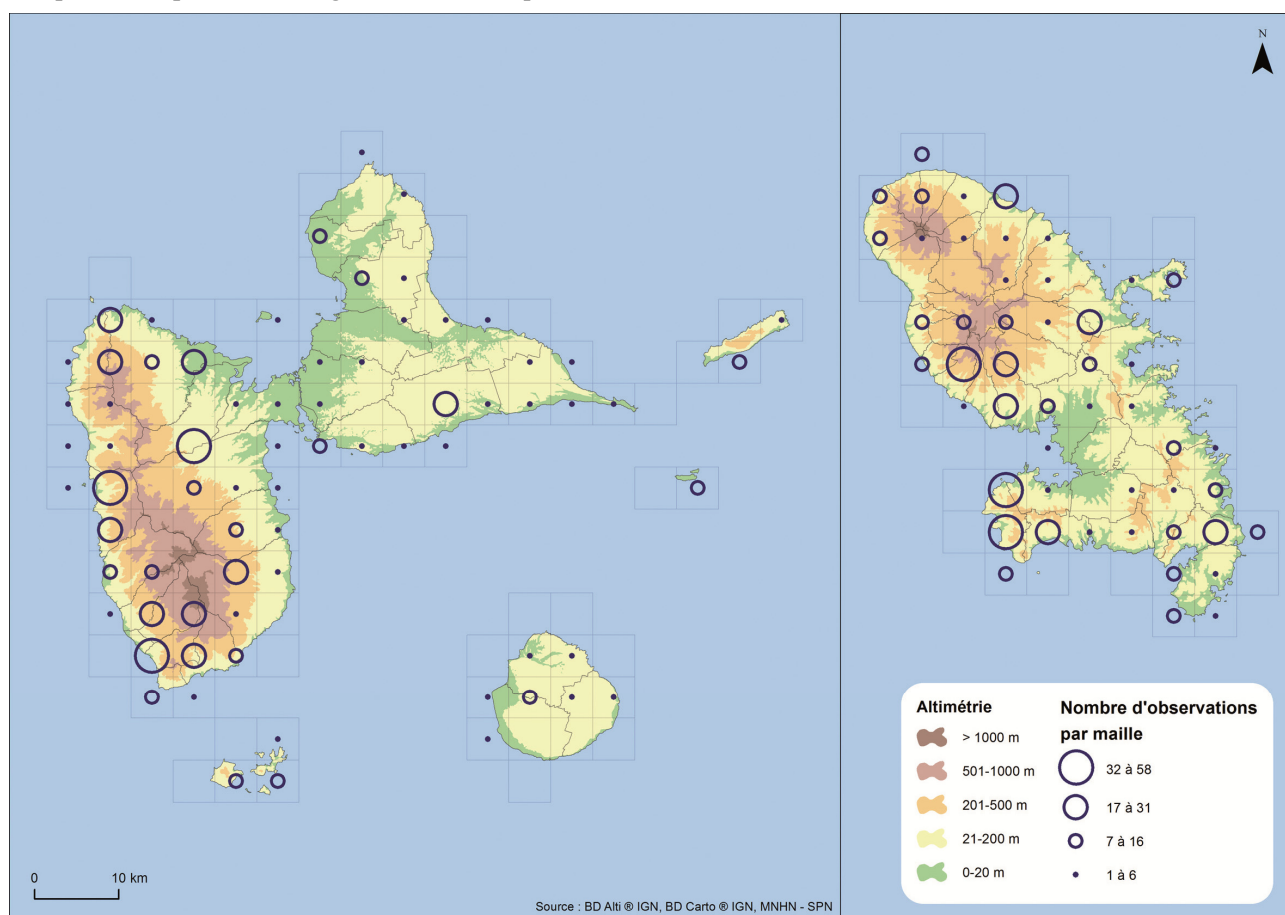 N
Altimétrie
> 1000 m
501-1000 m
201-500 m
21-200 m
0-20 m
Nombre d'observations
par maille
32 à 58
17 à 31
7 à 16
1 à 6
0 10 km
Source : BD Alti ® IGN, BD Carto ® IGN, MNHN - SPN